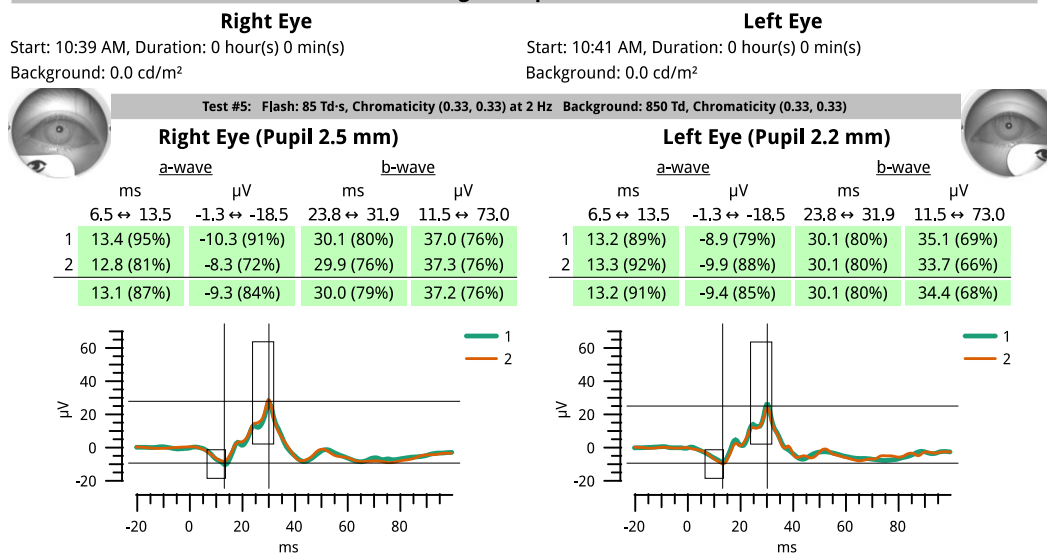 Right Eye Left Eye
Start: 10:39 AM, Duration: 0 hour(s) 0 min(s) Start: 10:41 AM, Duration: 0 hour(s) 0 min(s)
Background: 0.0 cd/m² Background: 0.0 cd/m²
Test #5: Flash: 85 Td·s, Chromaticity (0.33, 0.33) at 2 Hz Background: 850 Td, Chromaticity (0.33, 0.33)
Right Eye (Pupil 2.5 mm)
a-wave b-wave
ms µV ms µV
6.5 ↔ 13.5 -1.3 ↔ -18.5 23.8 ↔ 31.9 11.5 ↔ 73.0
1 13.4 (95%) -10.3 (91%) 30.1 (80%) 37.0 (76%)
2 12.8 (81%) -8.3 (72%) 29.9 (76%) 37.3 (76%)
13.1 (87%) -9.3 (84%) 30.0 (79%) 37.2 (76%)
60
40
20
0
-20
µV
1
2
-20 0 20 40 60 80
ms
Left Eye (Pupil 2.2 mm)
a-wave b-wave
ms µV ms µV
6.5 ↔ 13.5 -1.3 ↔ -18.5 23.8 ↔ 31.9 11.5 ↔ 73.0
1 13.2 (89%) -8.9 (79%) 30.1 (80%) 35.1 (69%)
2 13.3 (92%) -9.9 (88%) 30.1 (80%) 33.7 (66%)
13.2 (91%) -9.4 (85%) 30.1 (80%) 34.4 (68%)
60
40
20
0
-20
µV
1
2
-20 0 20 40 60 80
ms